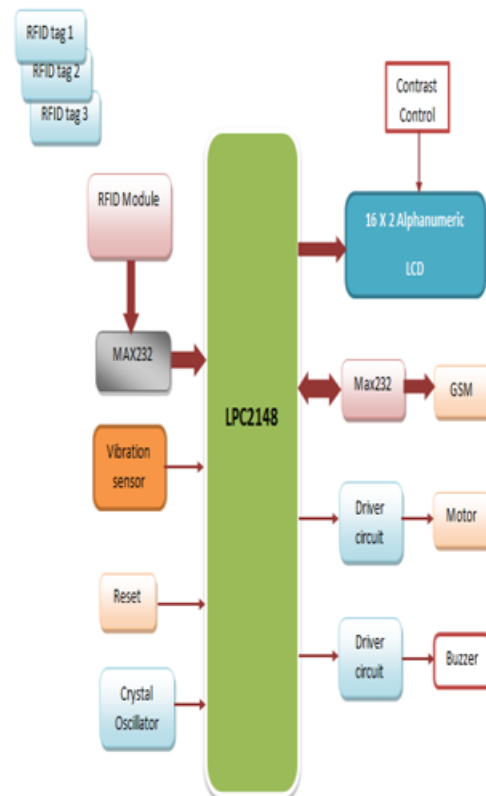 RFID tag 1
RFID tag 2
RFID tag 3
RFID Module
MAX232
Vibration
sensor
Reset
Crystal
Oscillator
LPC2148
Contrast
Control
16 X 2 Alphanumeric
LCD
Max232
GSM
Driver
circuit
Motor
Driver
circuit
Buzzer